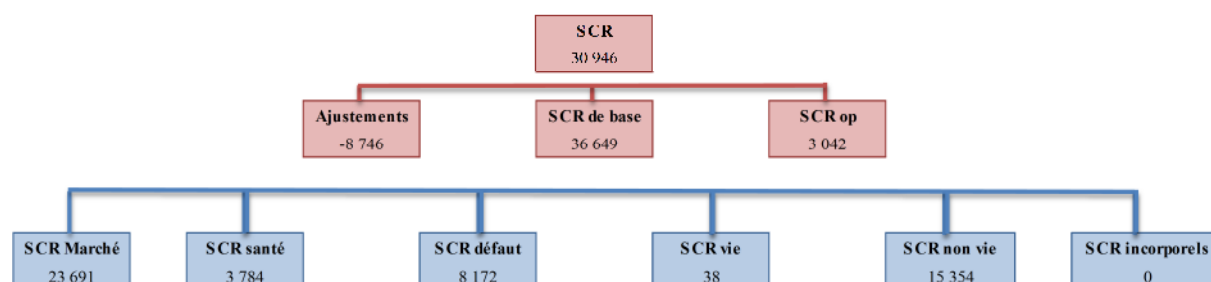 SCR
30 946
Ajustements
-8 746
SCR de base
36 649
SCR op
3 042
SCR Marché
23 691
SCR santé
3 784
SCR défaut
8 172
SCR vie
38
SCR non vie
15 354
SCR incorporels
0